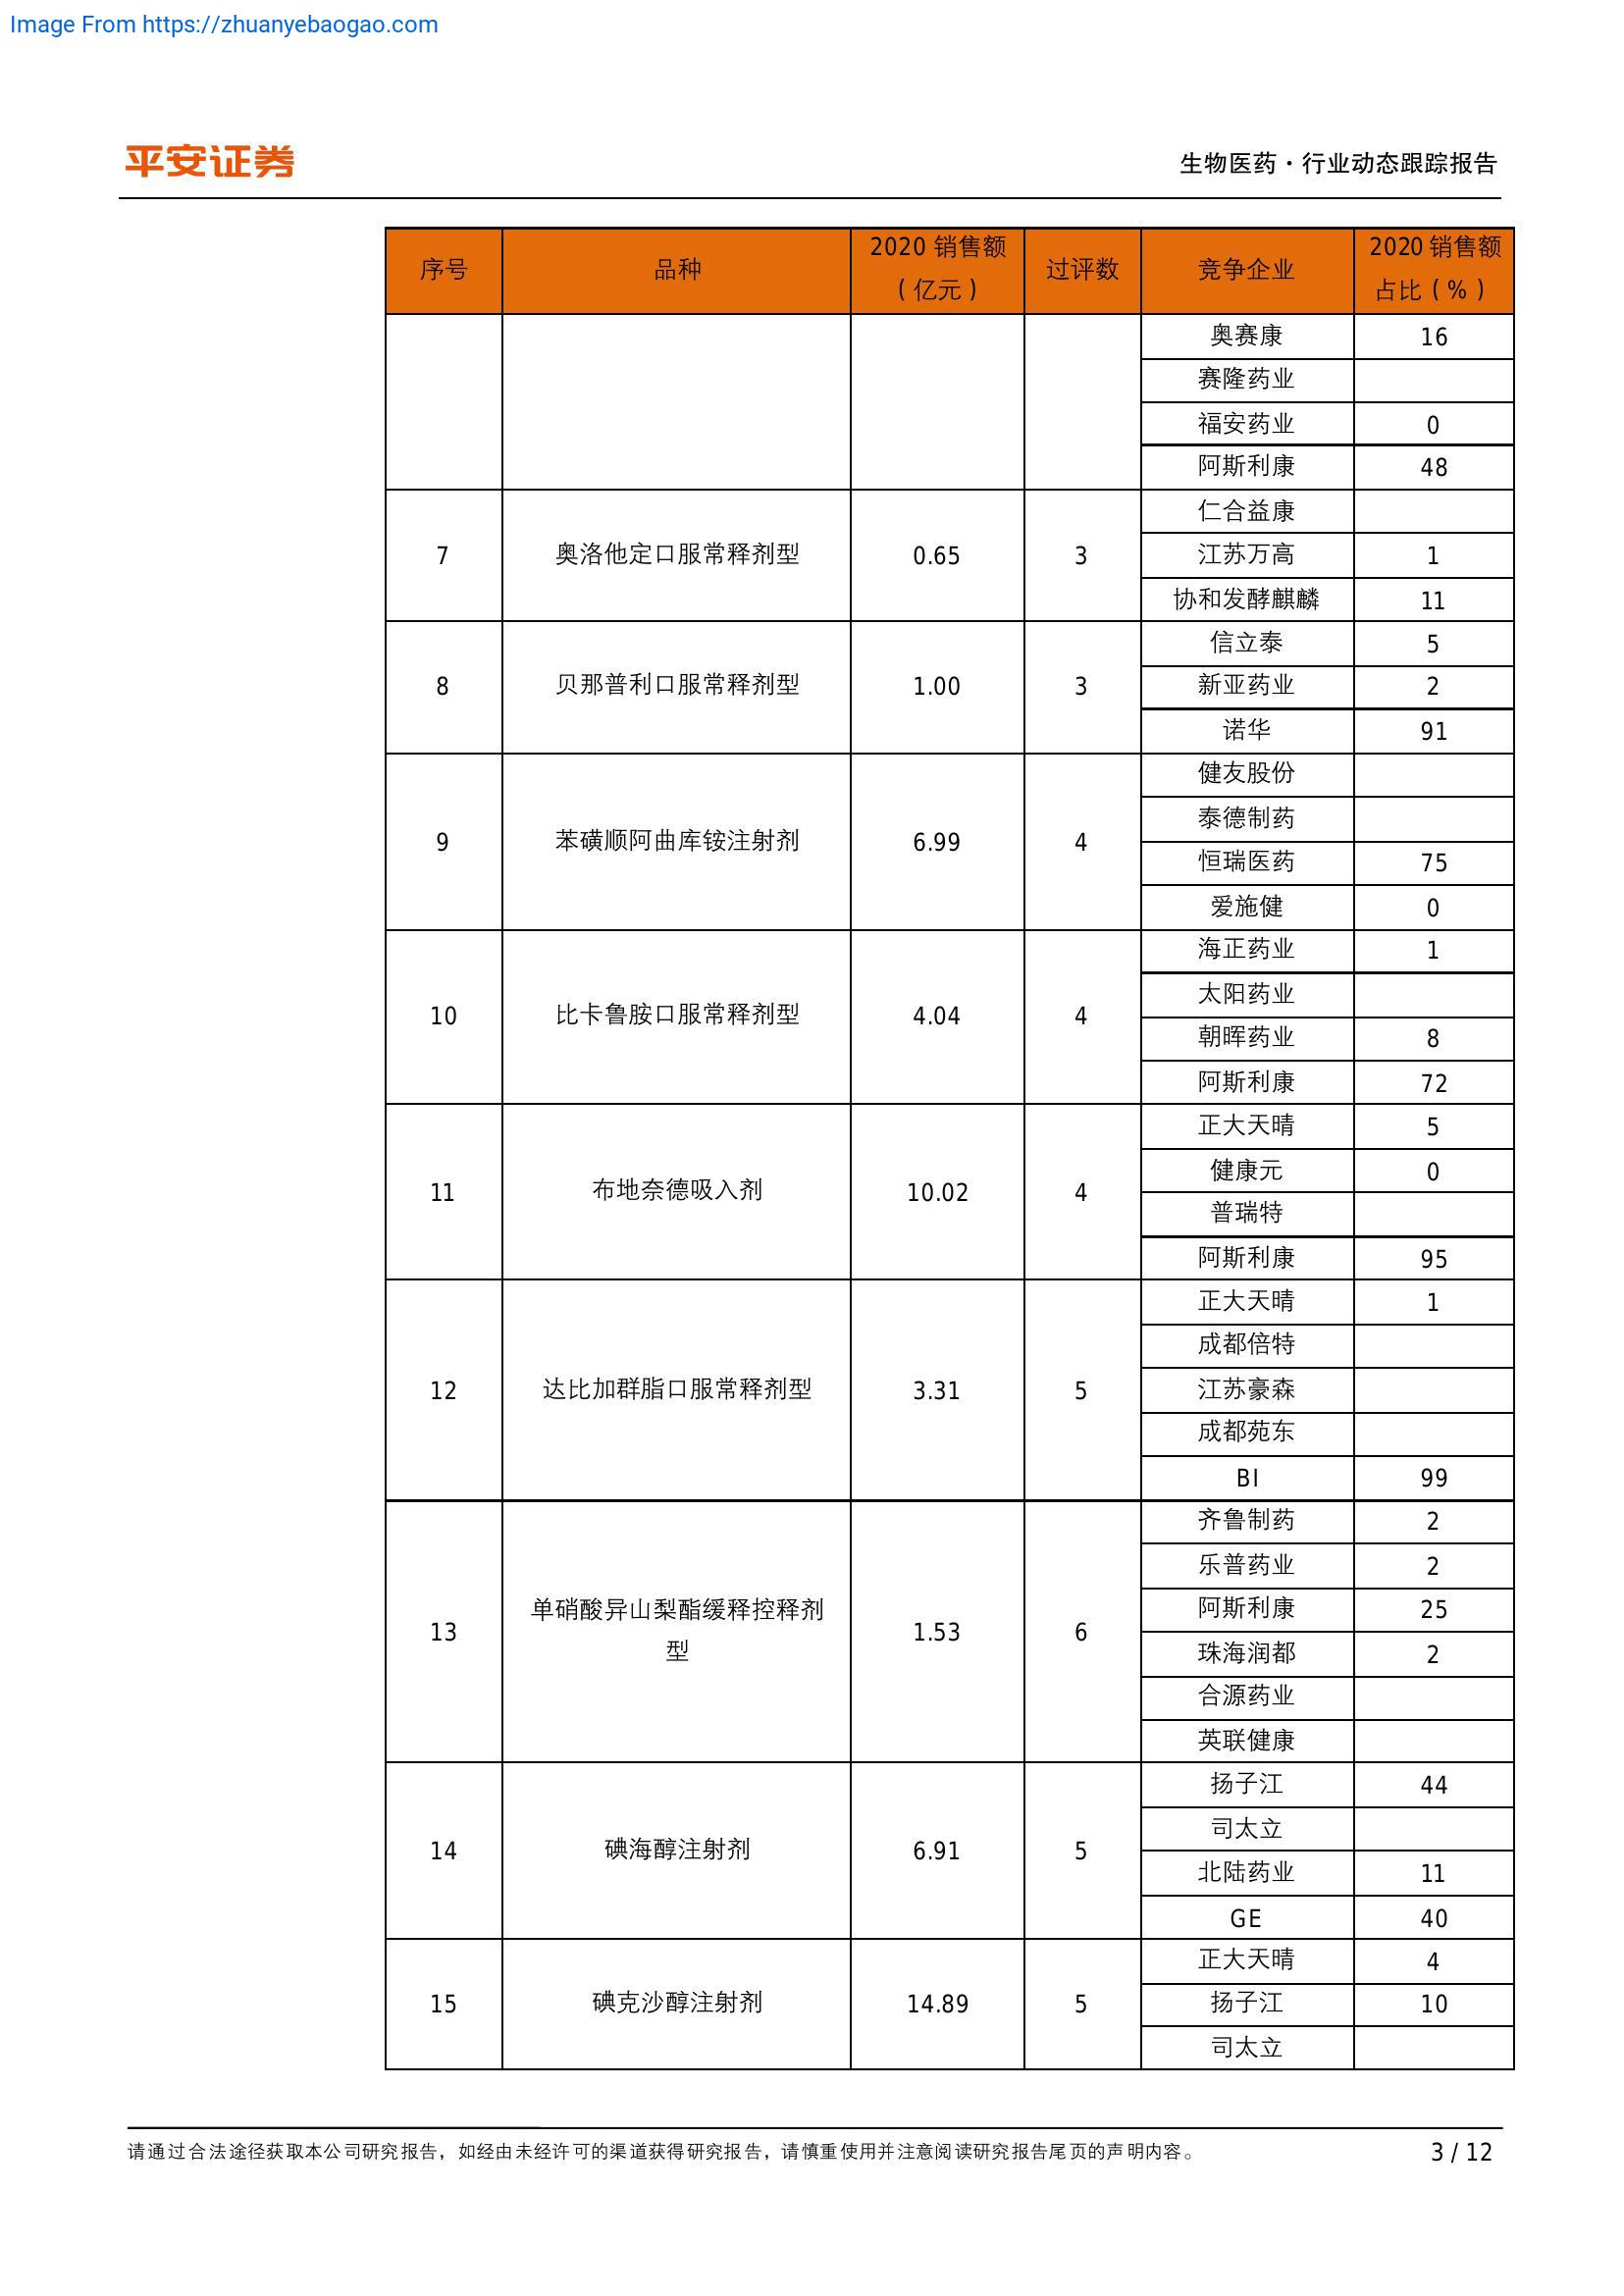 Image From https://zhuanyebaogao.com
平安证券
生物医药·行业动态跟踪报告
序号 品种 2020 销售额（亿元） 过评数 竞争企业 2020 销售额占比（%）
奥赛康 16
赛隆药业
福安药业 0
阿斯利康 48
仁合益康
7 奥洛他定口服常释剂型 0.65 3 江苏万高 1
协和发酵麒麟 11
信立泰 5
8 贝那普利口服常释剂型 1.00 3 新亚药业 2
诺华 91
健友股份
泰德制药
9 苯磺顺阿曲库铵注射剂 6.99 4
恒瑞医药 75
爱施健 0
海正药业 1
太阳药业
10 比卡鲁胺口服常释剂型 4.04 4
朝晖药业 8
阿斯利康 72
正大天晴 5
健康元 0
11 布地奈德吸入剂 10.02 4
普瑞特
阿斯利康 95
正大天晴 1
成都倍特
12 达比加群脂口服常释剂型 3.31 5 江苏豪森
成都苑东
BI 99
齐鲁制药 2
乐普药业 2
阿斯利康 25
13 单硝酸异山梨酯缓释控释剂型 1.53 6
珠海润都 2
合源药业
英联健康
扬子江 44
司太立
14 碘海醇注射剂 6.91 5
北陆药业 11
GE 40
正大天晴 4
15 碘克沙醇注射剂 14.89 5 扬子江 10
司太立
请通过合法途径获取本公司研究报告，如经由未经许可的渠道获得研究报告，请慎重使用并注意阅读研究报告尾页的声明内容。
3 / 12